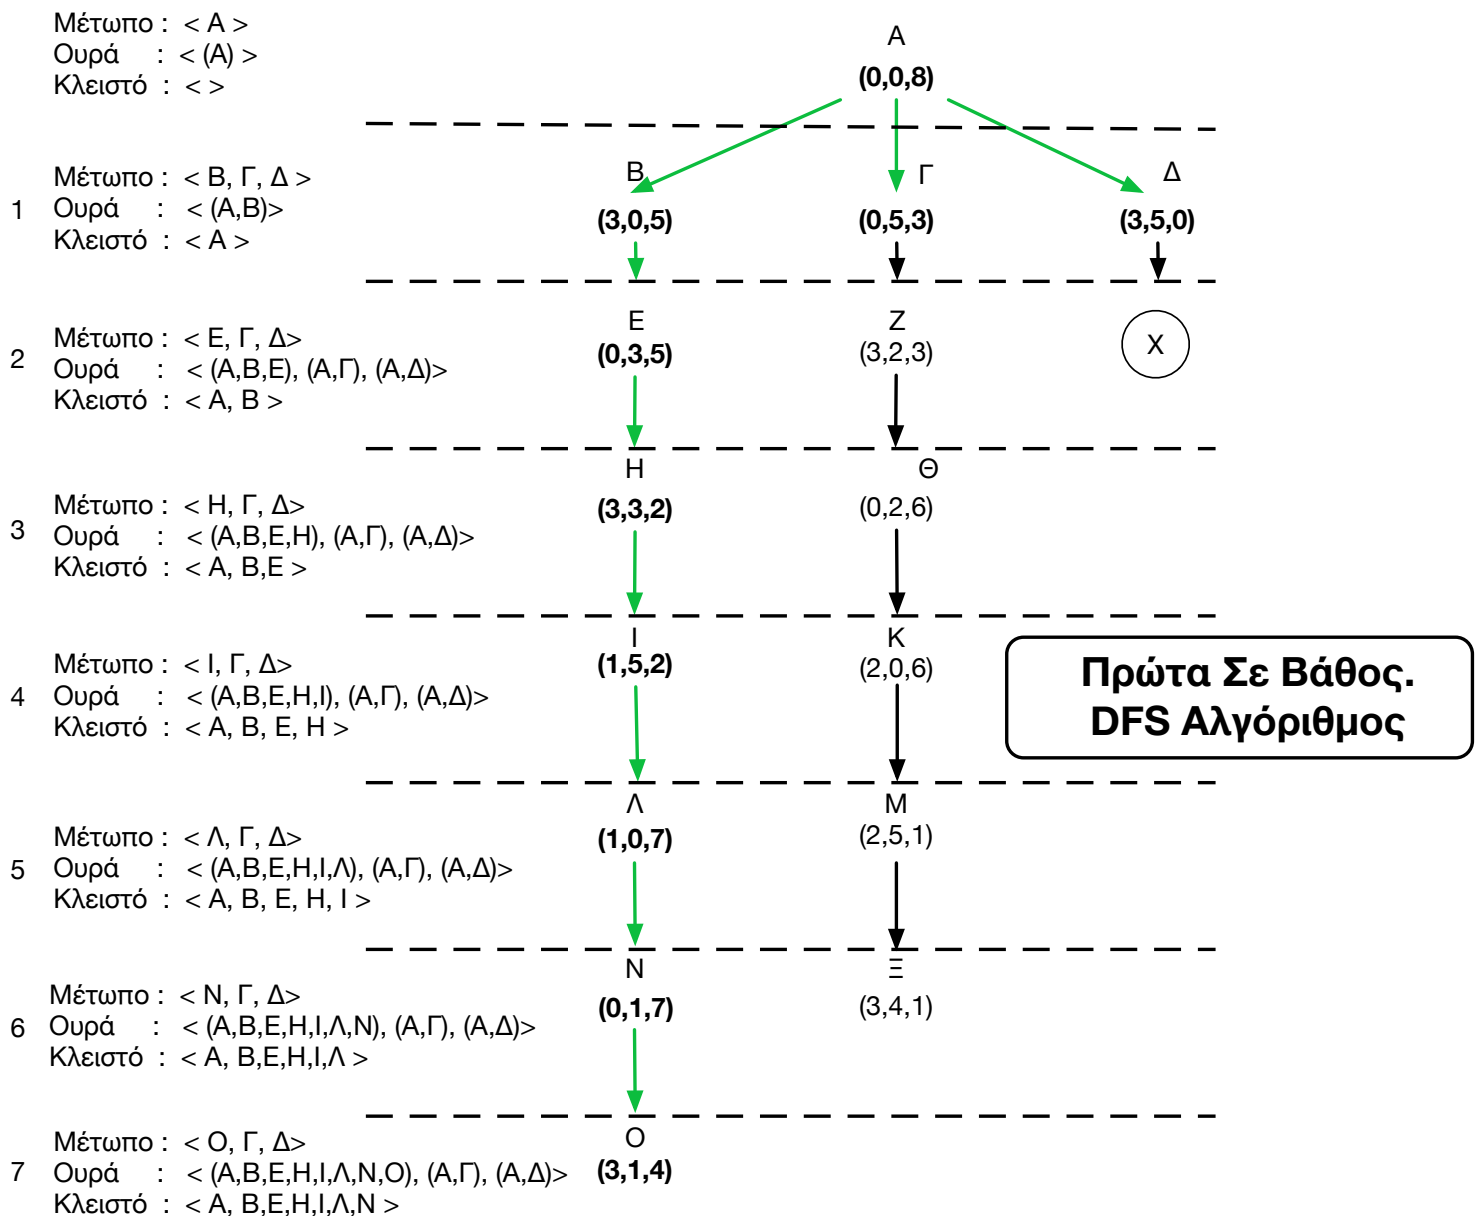 Μέτωπο : < Α >
Ουρά : < (Α) >
Κλειστό : < >
Α
(0,0,8)
1
Μέτωπο : < Β, Γ, Δ >
Ουρά : < (Α,Β)>
Κλειστό : < Α >
Β
Γ
Δ
(3,0,5)
(0,5,3)
(3,5,0)
2
Μέτωπο : < Ε, Γ, Δ>
Ουρά : < (Α,Β,Ε), (Α,Γ), (Α,Δ)>
Κλειστό : < Α, Β >
Ε
Ζ
(0,3,5)
(3,2,3)
Χ
3
Μέτωπο : < Η, Γ, Δ>
Ουρά : < (Α,Β,Ε,Η), (Α,Γ), (Α,Δ)>
Κλειστό : < Α, Β,Ε >
Η
Θ
(3,3,2)
(0,2,6)
4
Μέτωπο : < Ι, Γ, Δ>
Ουρά : < (Α,Β,Ε,Η,Ι), (Α,Γ), (Α,Δ)>
Κλειστό : < Α, Β, Ε, Η >
Ι
Κ
(1,5,2)
(2,0,6)
Πρώτα Σε Βάθος.
DFS Αλγόριθμος
5
Μέτωπο : < Λ, Γ, Δ>
Ουρά : < (Α,Β,Ε,Η,Ι,Λ), (Α,Γ), (Α,Δ)>
Κλειστό : < Α, Β, Ε, Η, Ι >
Λ
Μ
(1,0,7)
(2,5,1)
6
Μέτωπο : < Ν, Γ, Δ>
Ουρά : < (Α,Β,Ε,Η,Ι,Λ,Ν), (Α,Γ), (Α,Δ)>
Κλειστό : < Α, Β,Ε,Η,Ι,Λ >
Ν
Ξ
(0,1,7)
(3,4,1)
7
Μέτωπο : < Ο, Γ, Δ>
Ουρά : < (Α,Β,Ε,Η,Ι,Λ,Ν,Ο), (Α,Γ), (Α,Δ)>
Κλειστό : < Α, Β,Ε,Η,Ι,Λ,Ν >
Ο
(3,1,4)